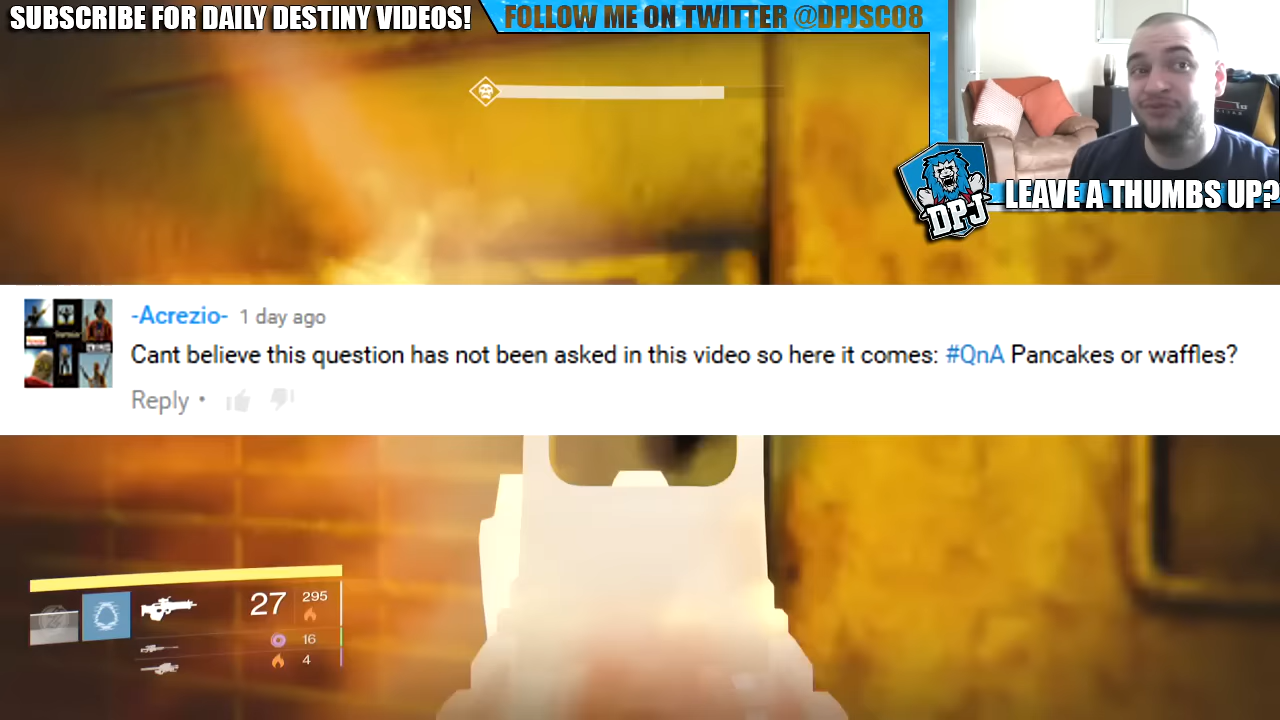 SUBSCRIBE FOR DAILY DESTINY VIDEOS!
FOLLOW ME ON TWITTER @DPJSC08
DPJ
LEAVE A THUMBS UP?
-Acrezio- 1 day ago
Cant believe this question has not been asked in this video so here it comes: #QnA Pancakes or waffles?
Reply •
27 295
16
4